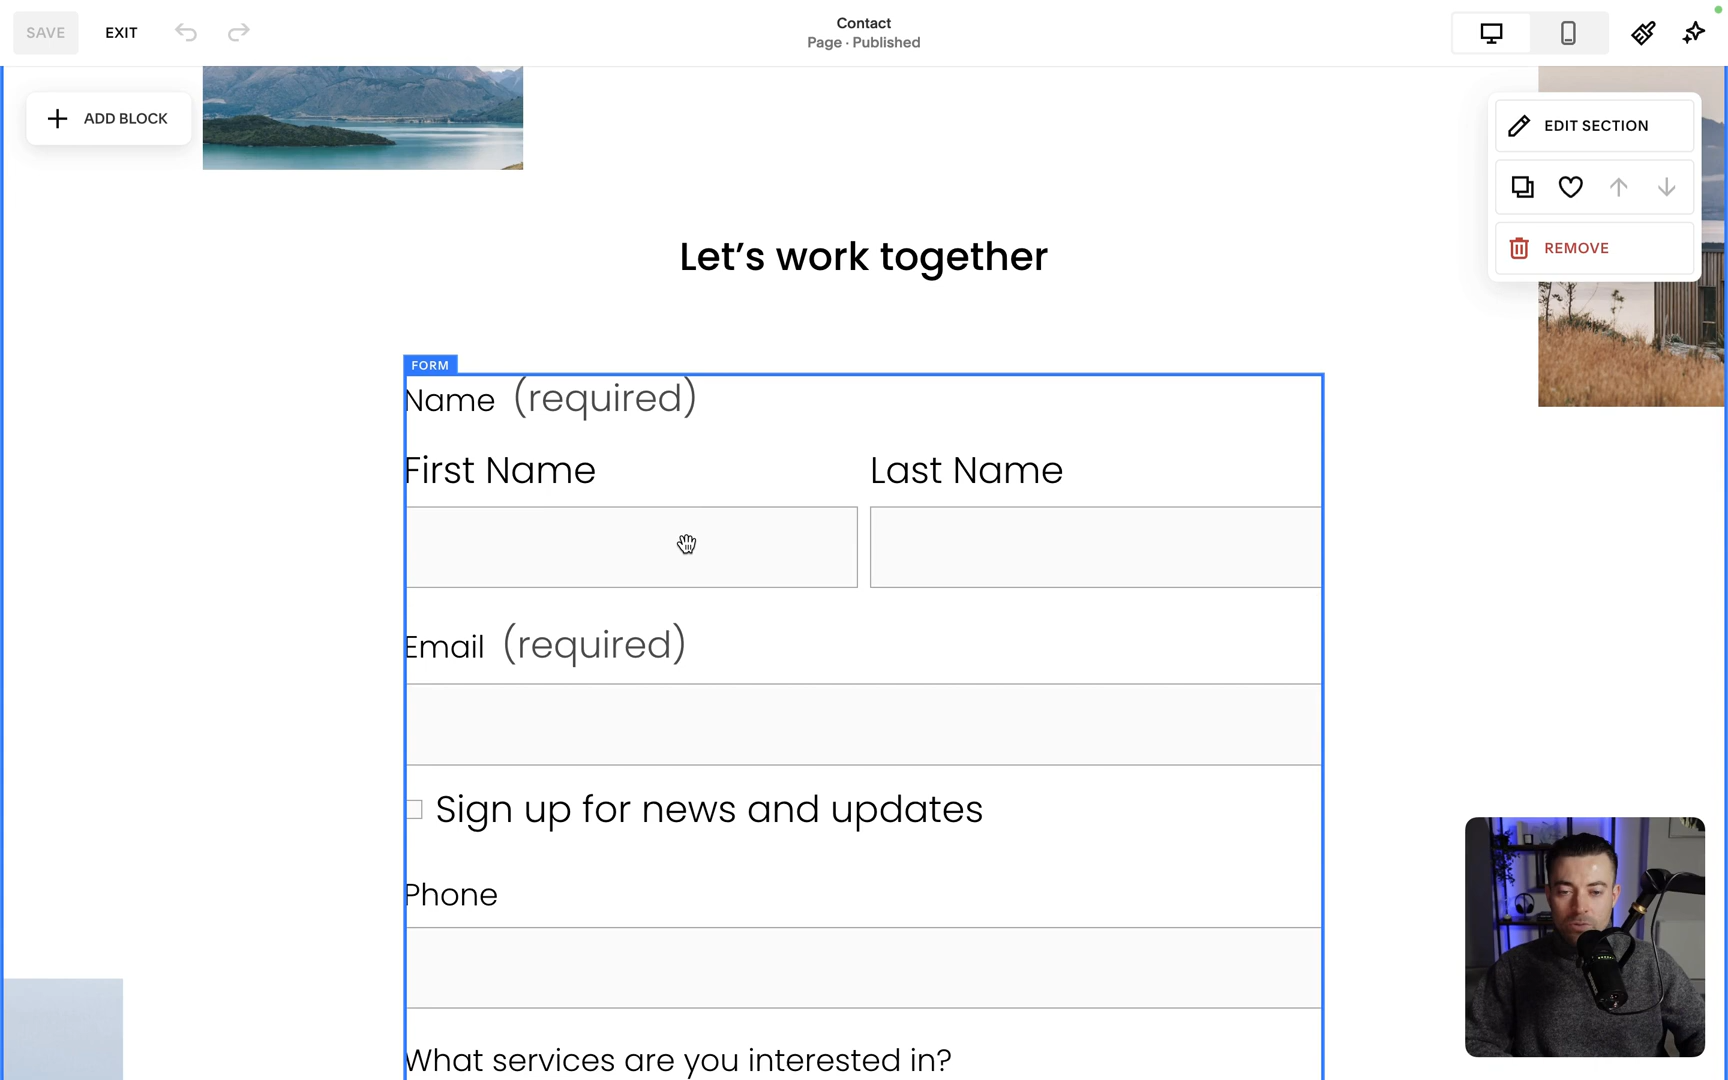 SAVE
EXIT
Contact
Page · Published
ADD BLOCK
EDIT SECTION
REMOVE
Let’s work together
FORM
Name (required)
First Name
Last Name
Email (required)
Sign up for news and updates
Phone
What services are you interested in?